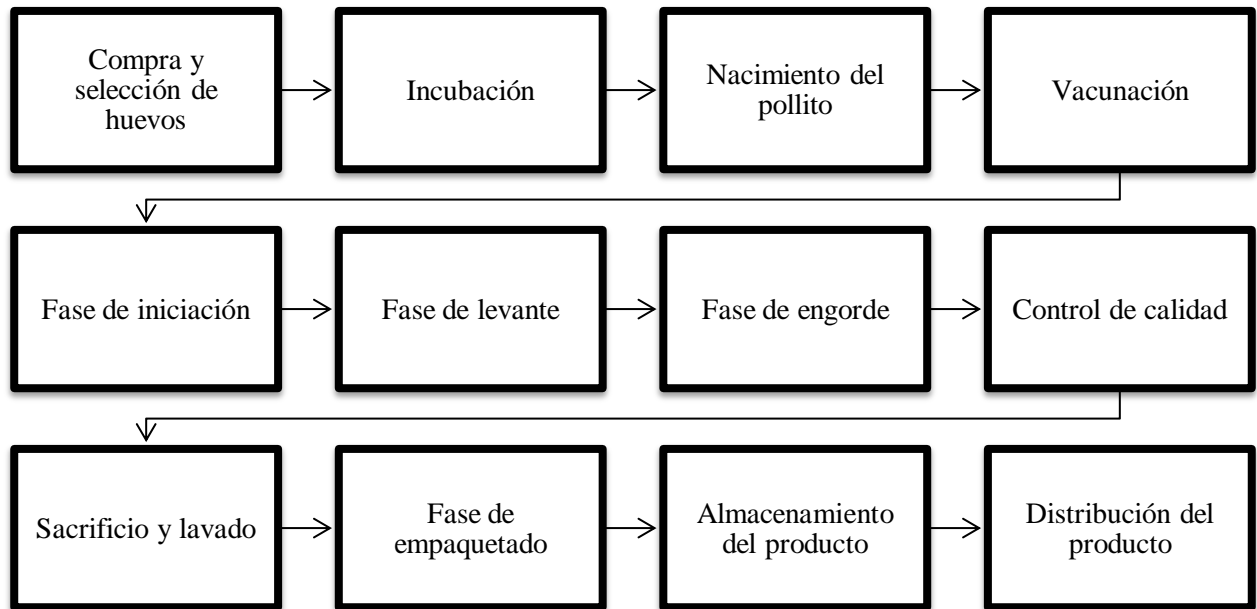 Compra y
selección de
huevos
Incubación
Nacimiento del
pollito
Vacunación
Fase de iniciación
Fase de levante
Fase de engorde
Control de calidad
Sacrificio y lavado
Fase de
empaquetado
Almacenamiento
del producto
Distribución del
producto